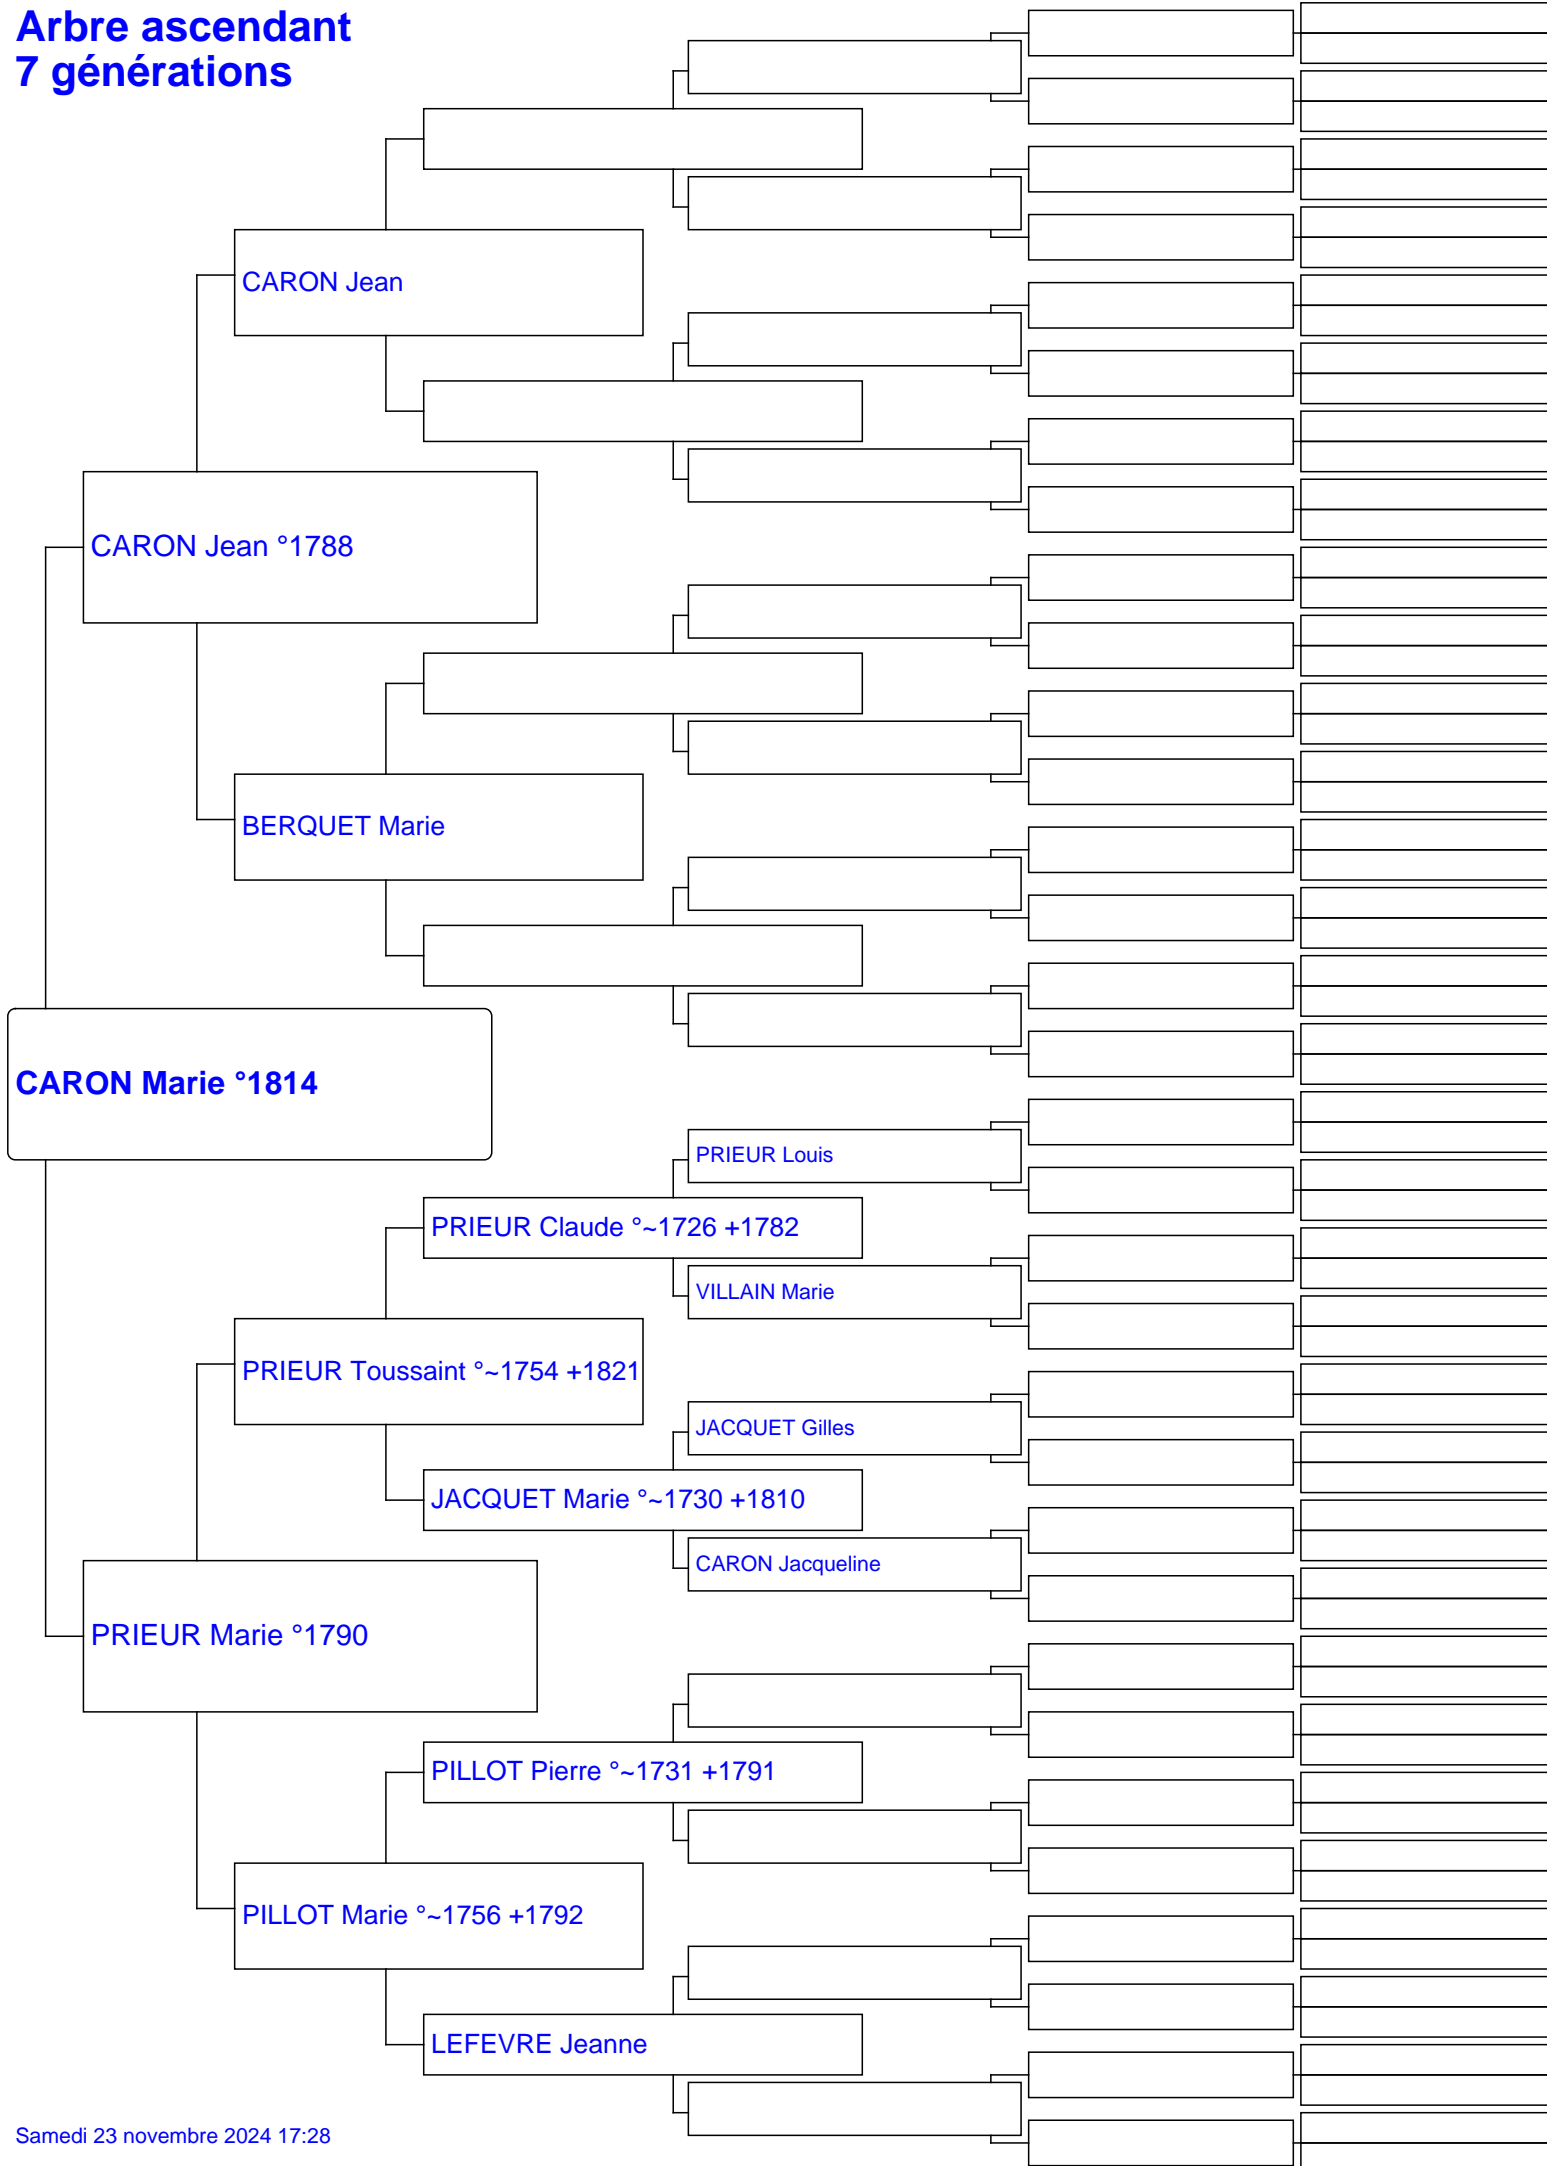 Arbre ascendant
7 générations
CARON Jean
CARON Jean °1788
BERQUET Marie
CARON Marie °1814
PRIEUR Louis
PRIEUR Claude °~1726 +1782
VILLAIN Marie
PRIEUR Toussaint °~1754 +1821
JACQUET Gilles
JACQUET Marie °~1730 +1810
CARON Jacqueline
PRIEUR Marie °1790
PILLOT Pierre °~1731 +1791
PILLOT Marie °~1756 +1792
LEFEVRE Jeanne
Samedi 23 novembre 2024 17:28